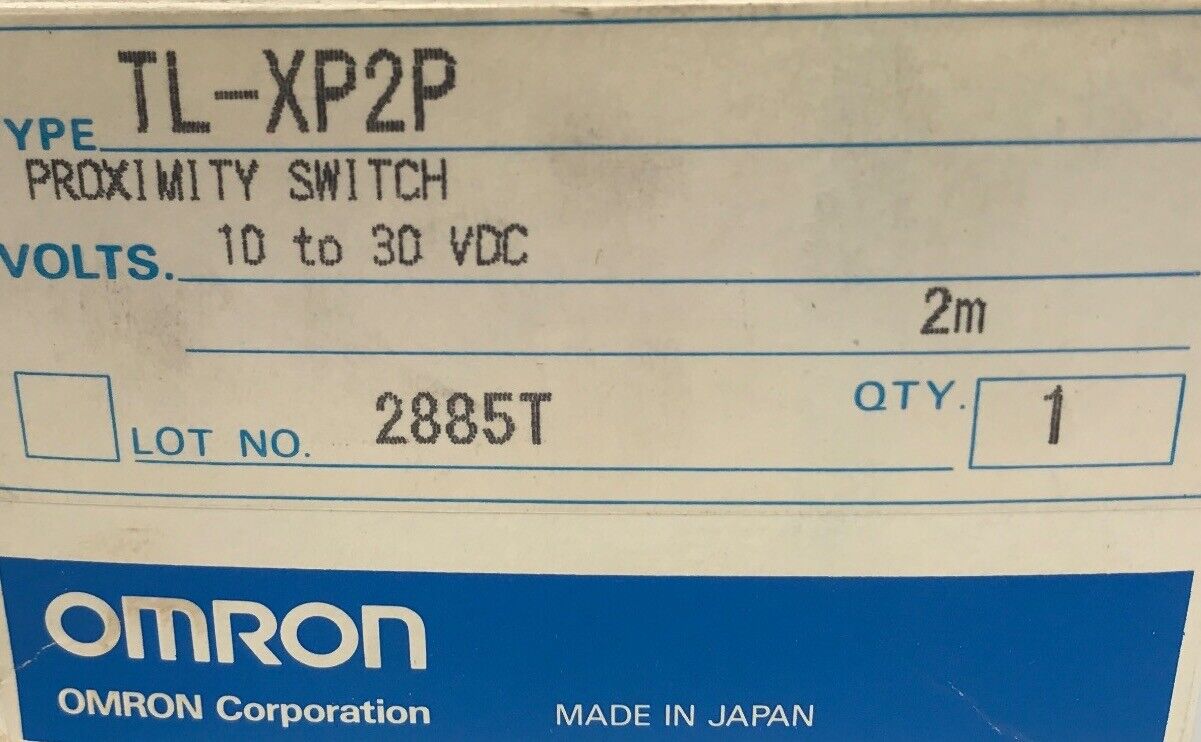 TYPE TL-XP2P
PROXIMITY SWITCH
VOLTS. 10 to 30 VDC
2m
LOT NO. 2885T QTY. 1
OMRON
OMRON Corporation
MADE IN JAPAN